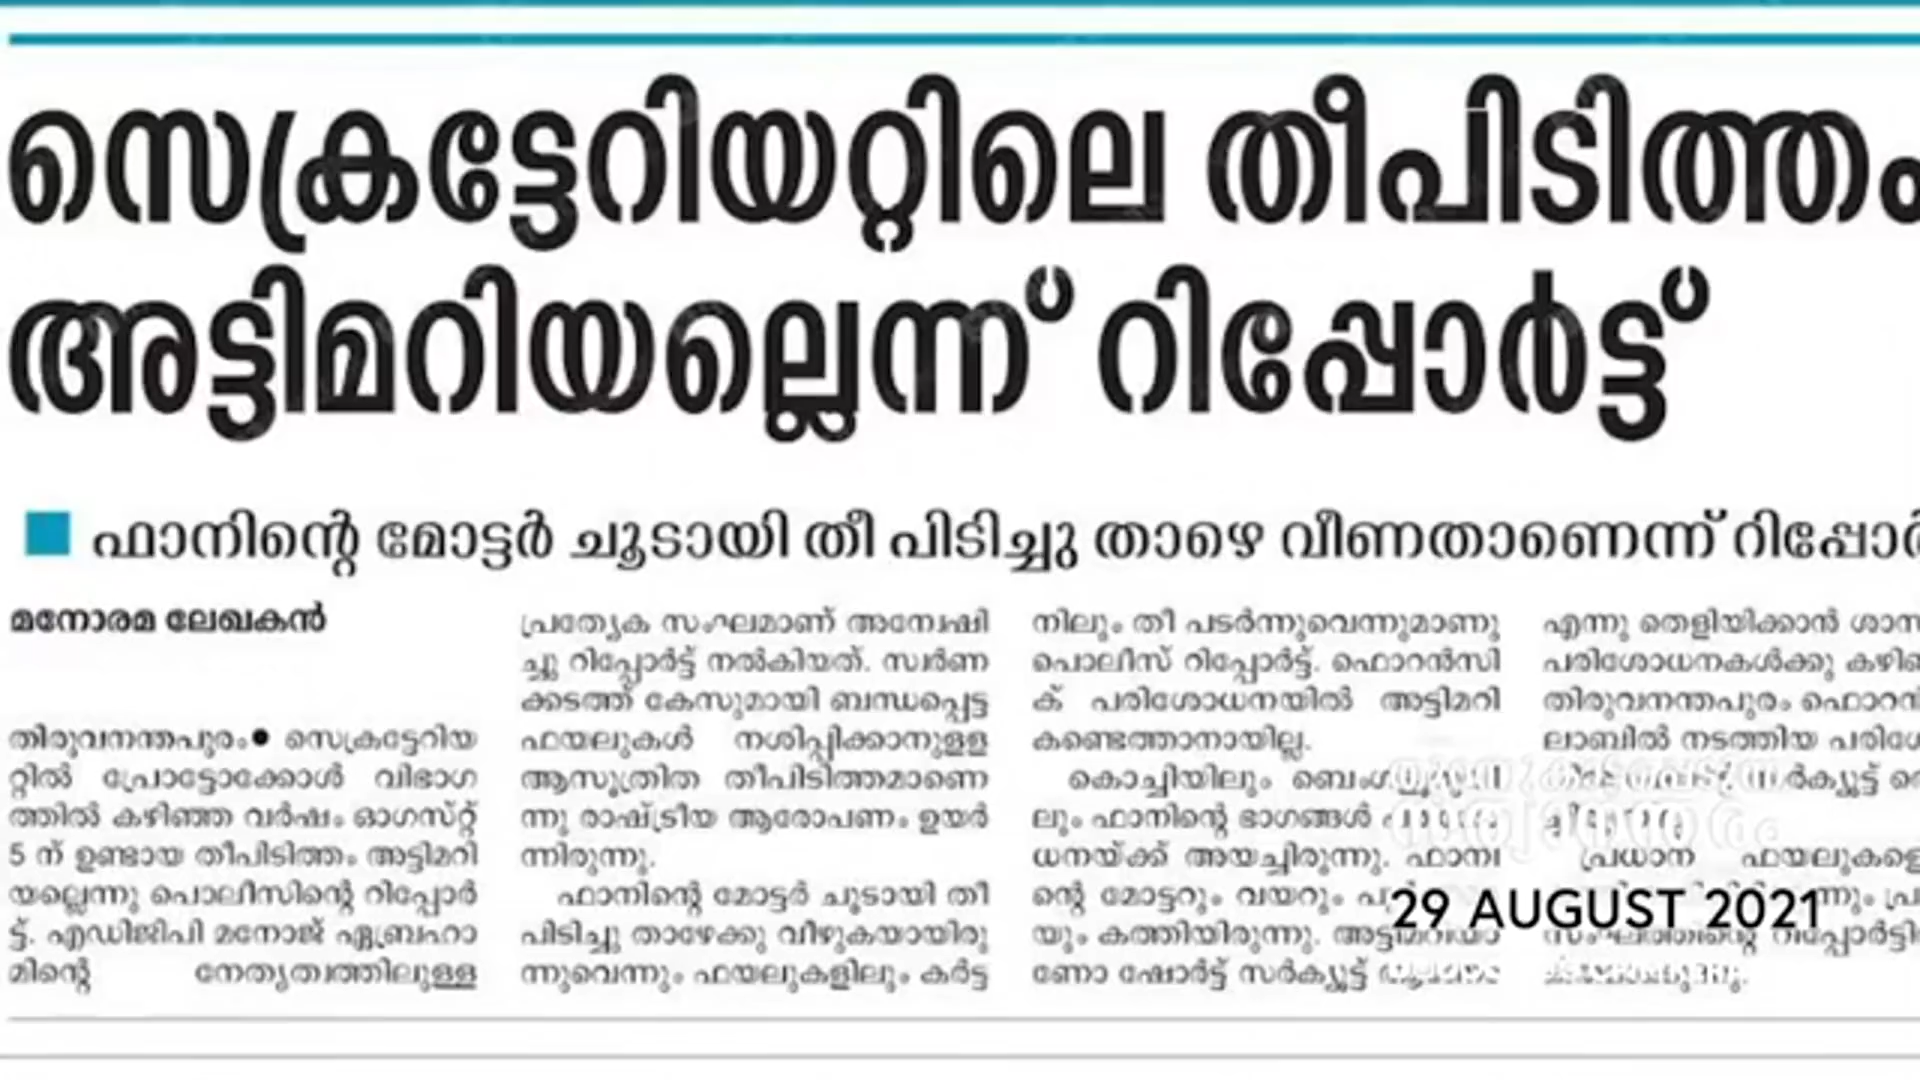 സെക്രട്ടേറിയറ്റിലെ തീപിടിത്തം
അട്ടിമറിയല്ലെന്ന് റിപ്പോർട്ട്
ഫാനിന്റെ മോട്ടർ ചൂടായി തീ പിടിച്ചു താഴെ വീണതാണെന്ന്
മനോരമ ലേഖകൻ
തിരുവനന്തപുരം● സെക്രട്ടേറിയ
റ്റിൽ പ്രോട്ടോക്കോൾ വിഭാഗ
ത്തിൽ കഴിഞ്ഞ വർഷം ഓഗസ്റ്റ്
5 ന് ഉണ്ടായ തീപിടിത്തം അട്ടിമറി
യല്ലെന്നു പൊലീസിന്റെ റിപ്പോർ
ട്ട്. എഡിജിപി മനോജ് ഏബ്രഹാ
മിന്റെ നേതൃത്വത്തിലുള്ള
പ്രത്യേക സംഘമാണ് അന്വേഷി
ച്ചു റിപ്പോർട്ട് നൽകിയത്. സ്വർണ
ക്കടത്ത് കേസുമായി ബന്ധപ്പെട്ട
ഫയലുകൾ നശിപ്പിക്കാനുളള
ആസൂത്രിത തീപിടിത്തമാണെ
ന്നു രാഷ്ട്രീയ ആരോപണം ഉയർ
ന്നിരുന്നു.
ഫാനിന്റെ മോട്ടർ ചൂടായി തീ
പിടിച്ചു താഴേക്കു വീഴുകയായിരു
ന്നുവെന്നും ഫയലുകളിലും കർട്ട
നിലും തീ പടർന്നുവെന്നുമാണു
പൊലീസ് റിപ്പോർട്ട്. ഫൊറൻസി
ക് പരിശോധനയിൽ അട്ടിമറി
കണ്ടെത്താനായില്ല.
കൊച്ചിയിലും
ലും ഫാനിന്റെ ഭാഗങ്ങൾ
ധനയ്ക്ക് അയച്ചിരുന്നു.
ന്റെ മോട്ടറും വയറും
യും കത്തിയിരുന്നു.
ണോ ഷോർട്ട് സർക്യൂട്ട്
എന്നു തെളിയിക്കാൻ
പരിശോധനകൾക്കു
തിരുവനന്തപുരം
ലാബിൽ നടത്തിയ
പ്രധാന
29 AUGUST 2021